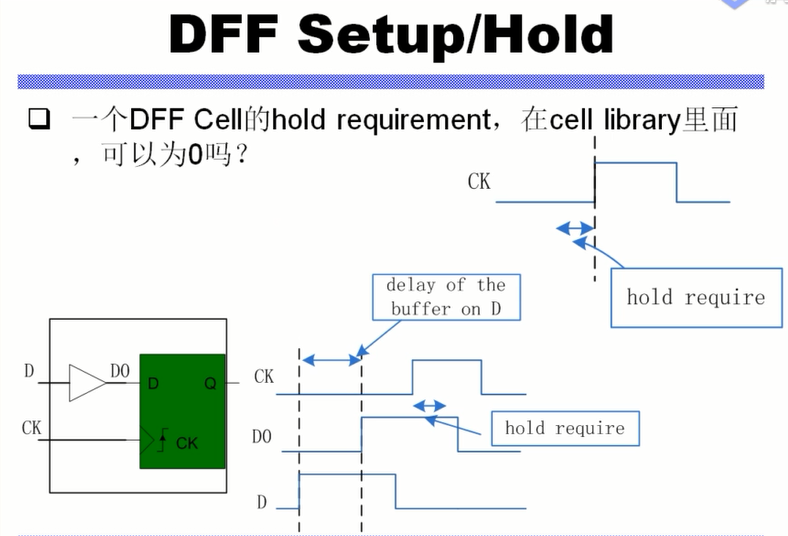 DFF Setup/Hold
一个DFF Cell的hold requirement，在cell library里面
，可以为0吗？
CK
hold require
delay of the
buffer on D
D
DO
D
Q
CK
CK
CK
DO
hold require
D